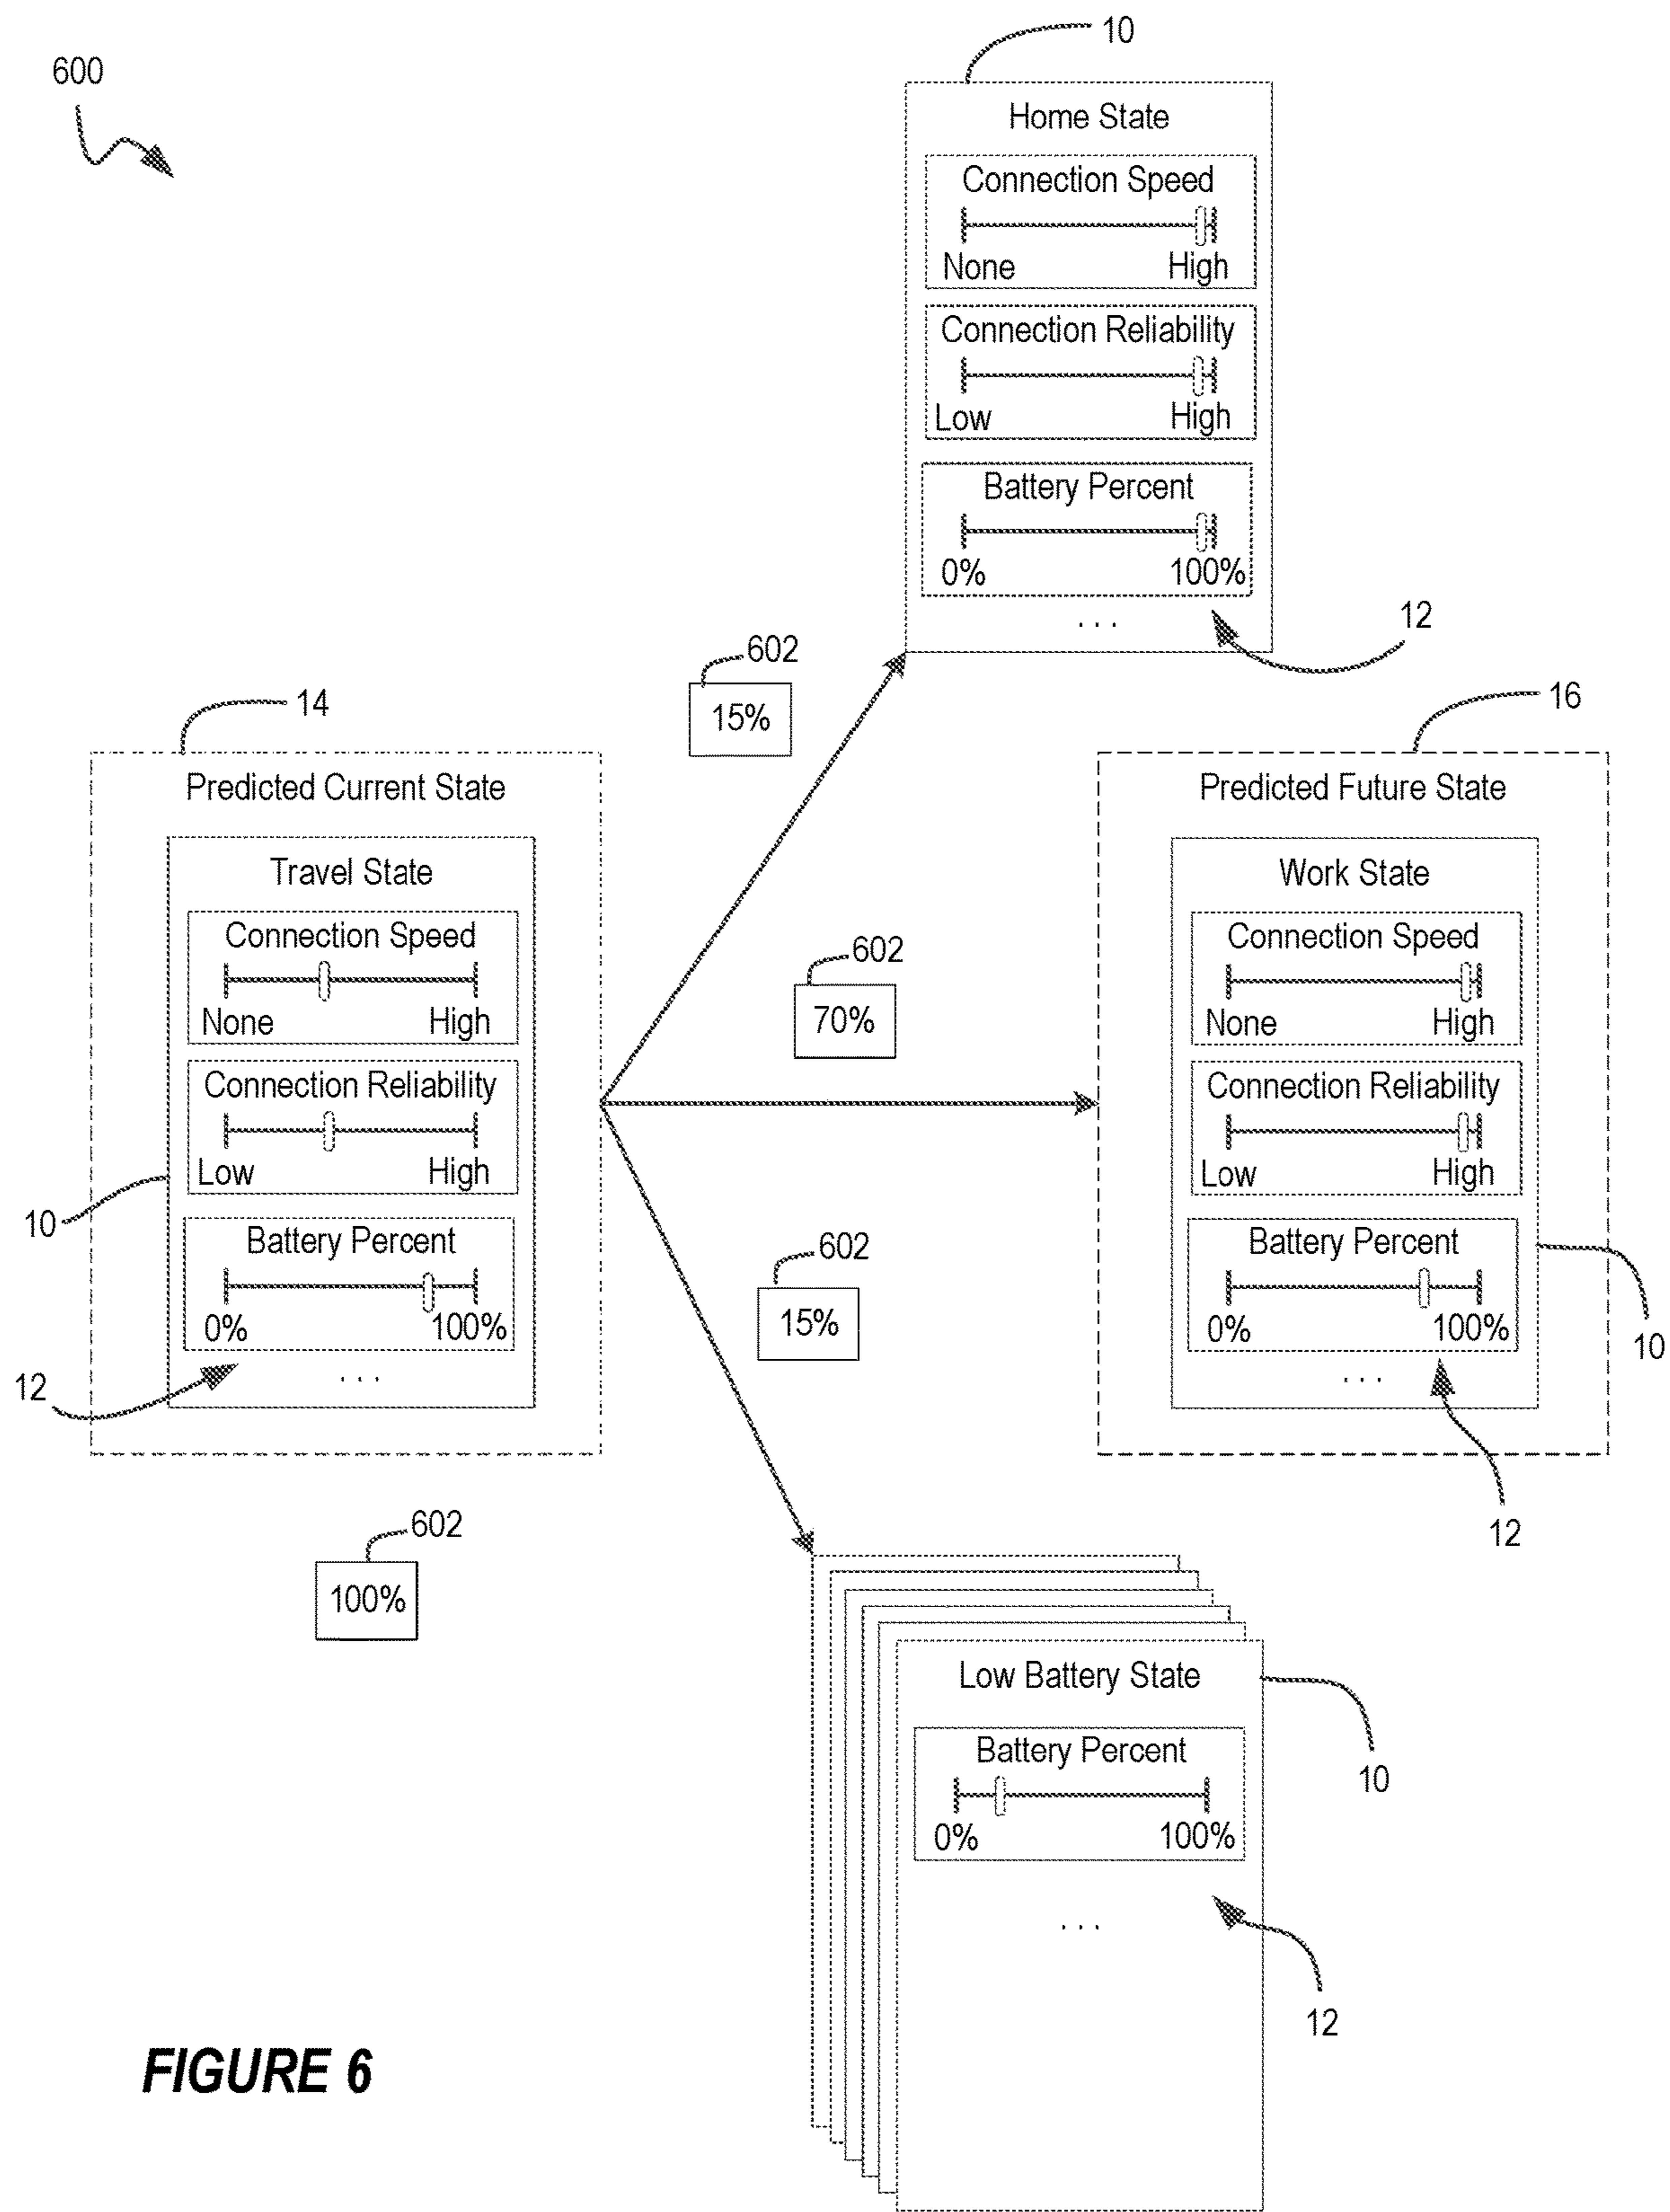 600
10
Home State
Connection Speed
None High
Connection Reliability
Low High
Battery Percent
0% 100%
. . .
12
602
15%
14
Predicted Current State
Travel State
Connection Speed
None High
Connection Reliability
Low High
10
Battery Percent
0% 100%
12
. . .
602
100%
602
70%
16
Predicted Future State
Work State
Connection Speed
None High
Connection Reliability
Low High
Battery Percent
0% 100%
10
. . .
12
602
15%
Low Battery State
Battery Percent
0% 100%
10
. . .
12
FIGURE 6